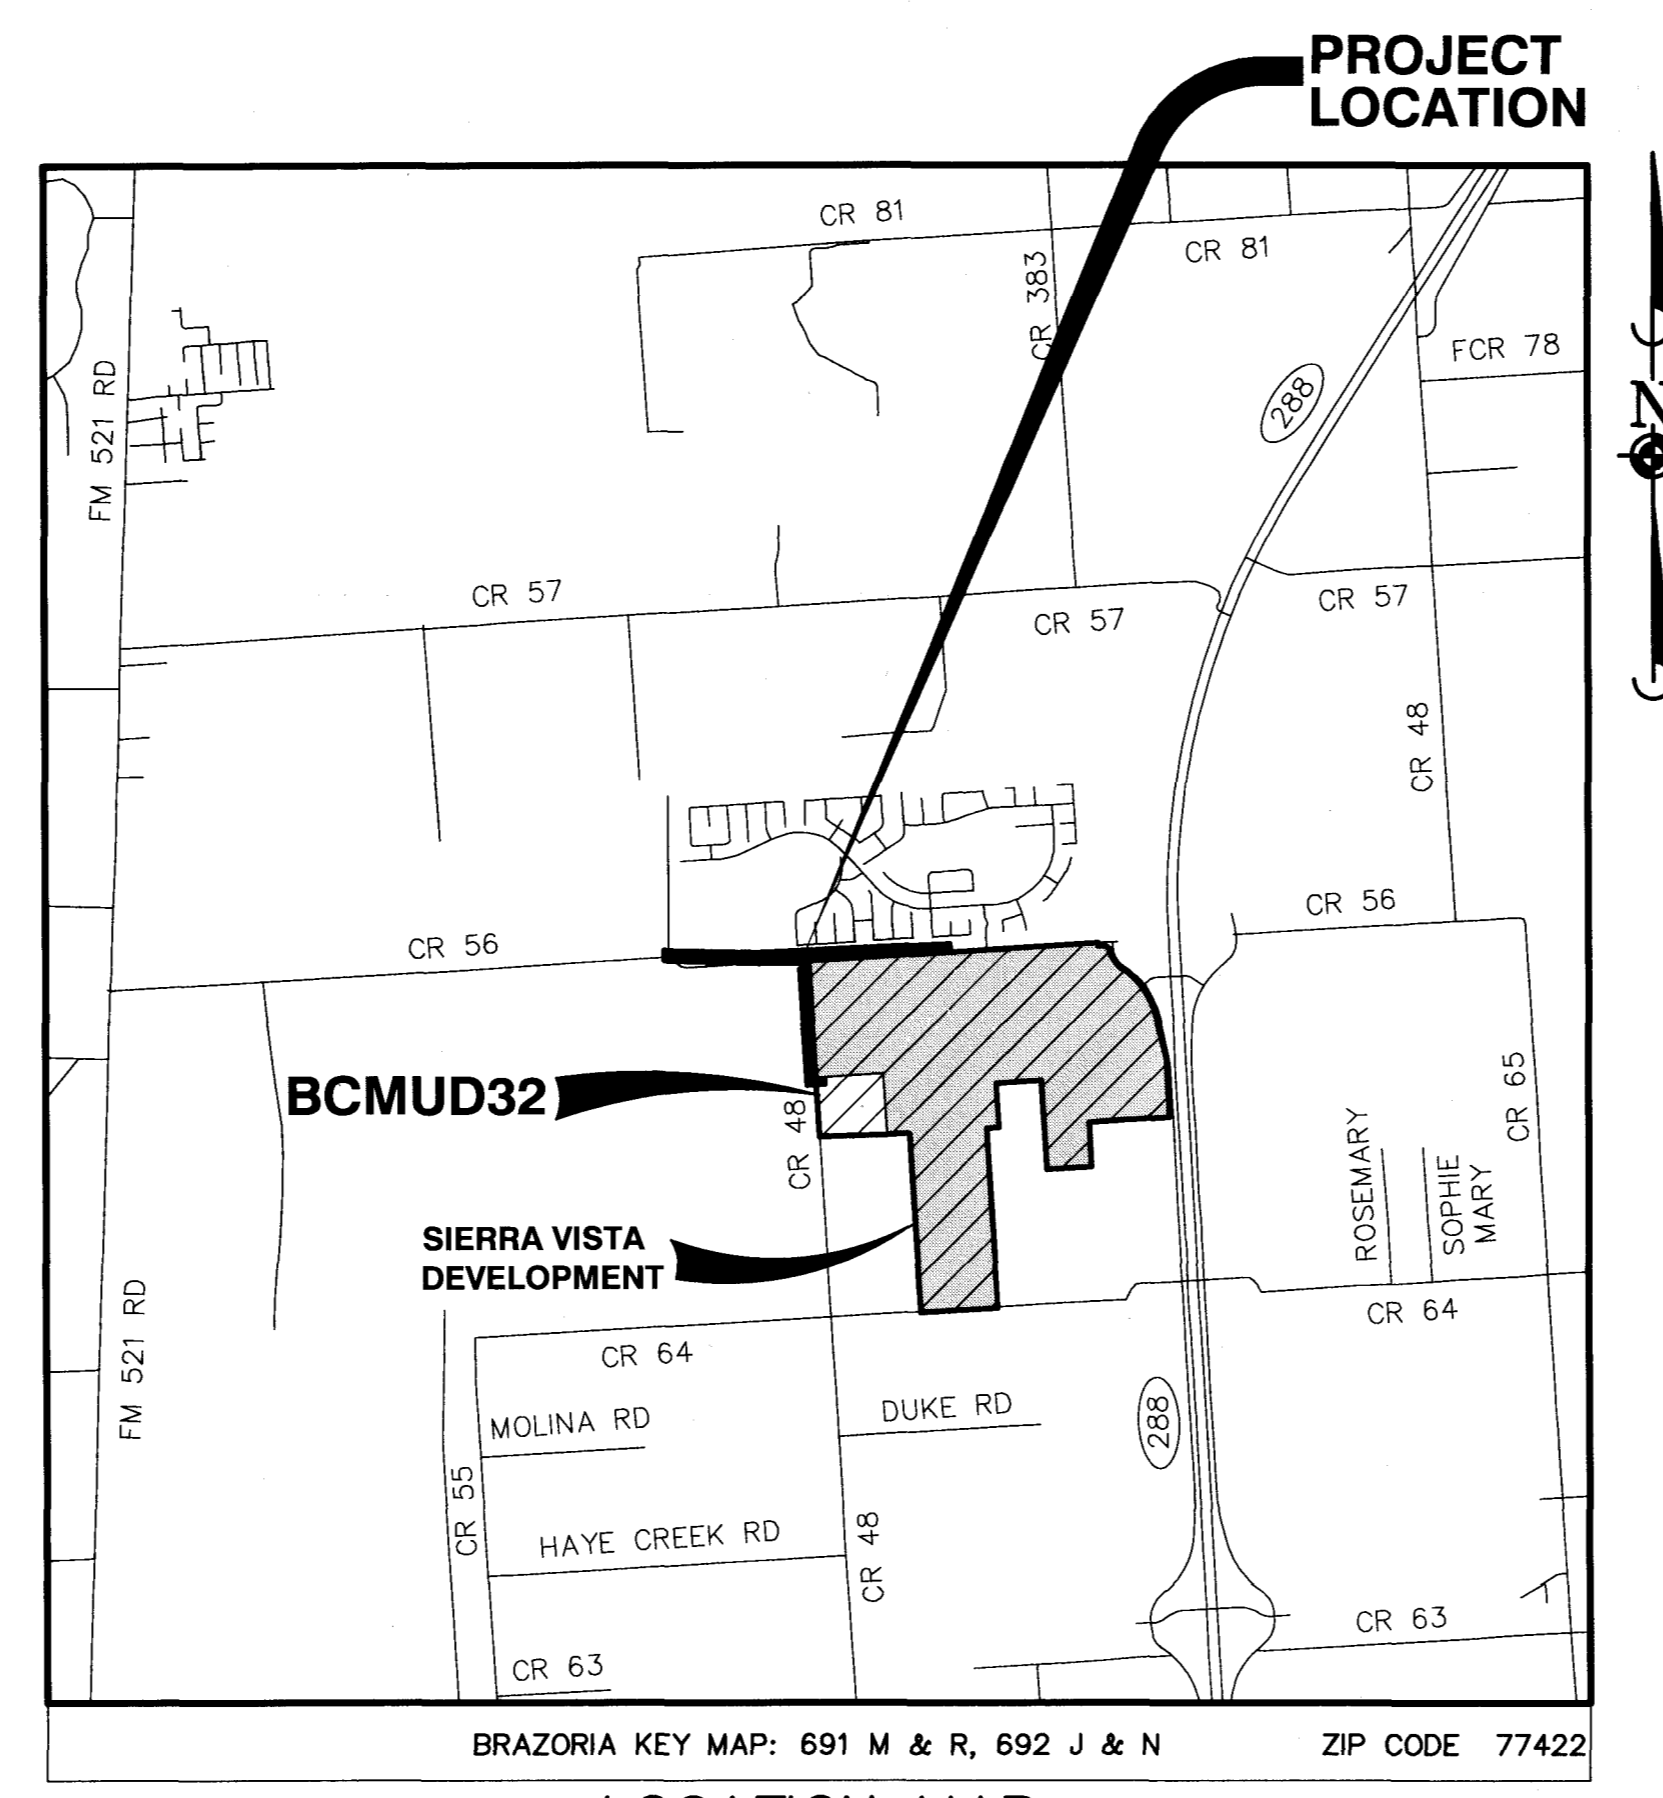 PROJECT
LOCATION
CR 81
CR 81
CR 383
FCR 78
288
FM 521 RD
CR 57
CR 57
CR 57
CR 48
CR 56
CR 56
N
BCMUD32
CR 48
CR 65
ROSEMARY
SOPHIE
MARY
SIERRA VISTA
DEVELOPMENT
CR 64
CR 64
FM 521 RD
MOLINA RD
DUKE RD
288
CR 55
HAYE CREEK RD
CR 48
CR 63
CR 63
BRAZORIA KEY MAP: 691 M & R, 692 J & N ZIP CODE 77422